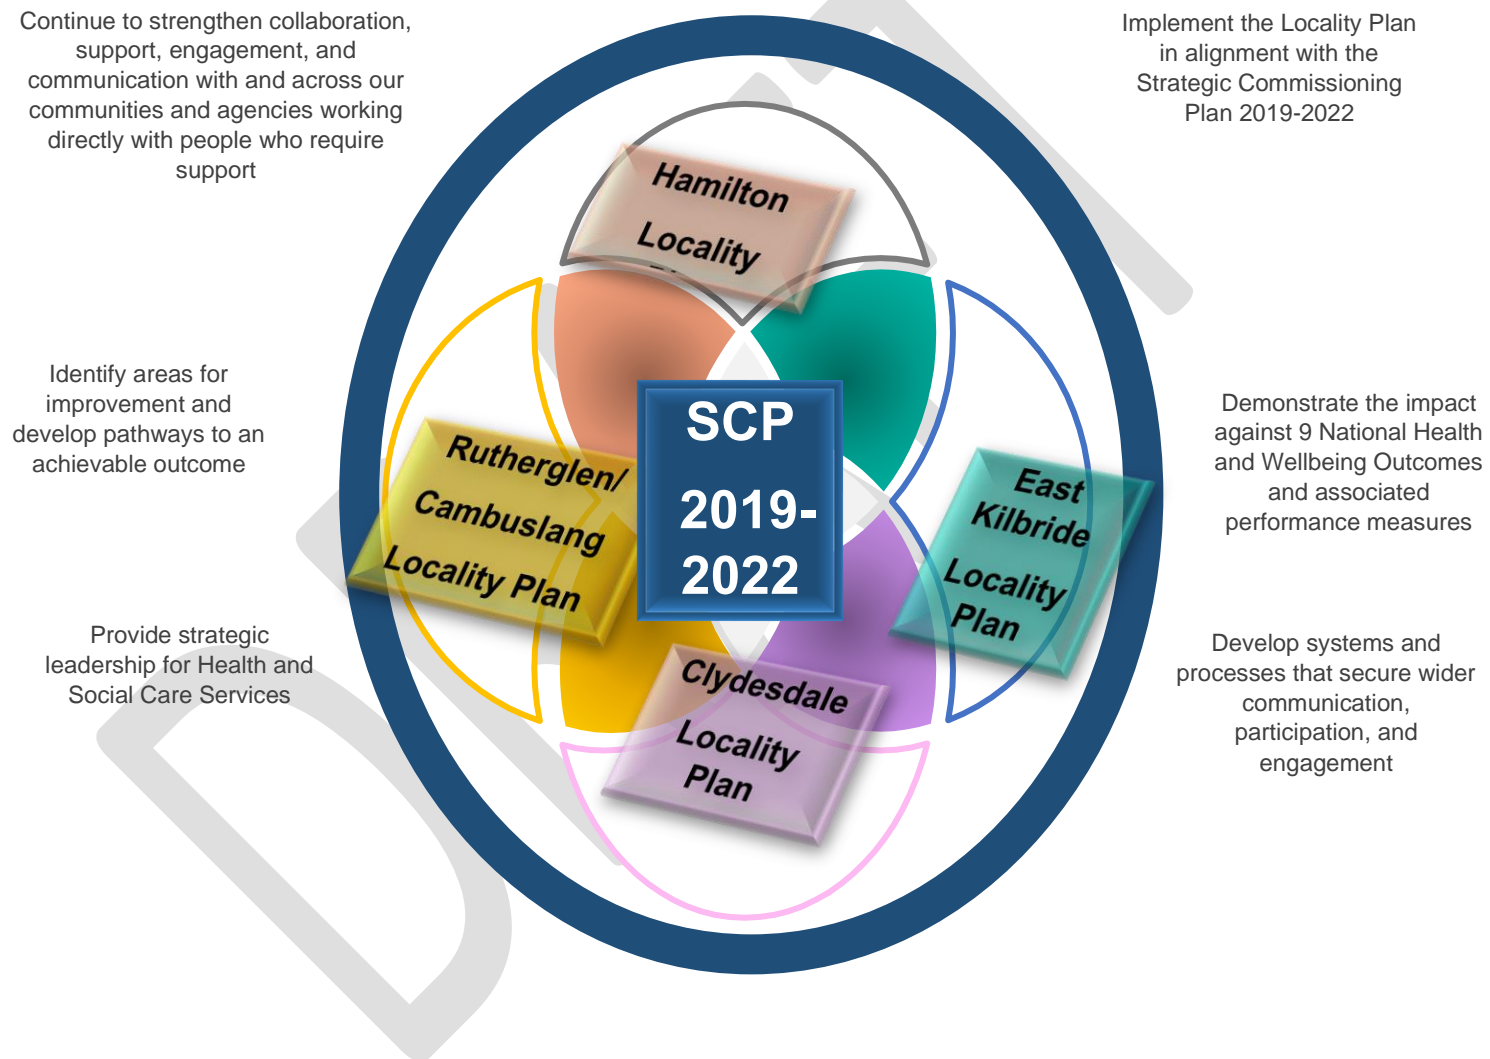 Continue to strengthen collaboration,
support, engagement, and
communication with and across our
communities and agencies working
directly with people who require
support
Implement the Locality Plan
in alignment with the
Strategic Commissioning
Plan 2019-2022
Hamilton
Locality
Identify areas for
improvement and
develop pathways to an
achievable outcome
Rutherglen/
Cambuslang
Locality Plan
SCP
2019-
2022
East
Kilbride
Locality
Plan
Demonstrate the impact
against 9 National Health
and Wellbeing Outcomes
and associated
performance measures
Provide strategic
leadership for Health and
Social Care Services
Clydesdale
Locality
Plan
Develop systems and
processes that secure wider
communication,
participation, and
engagement